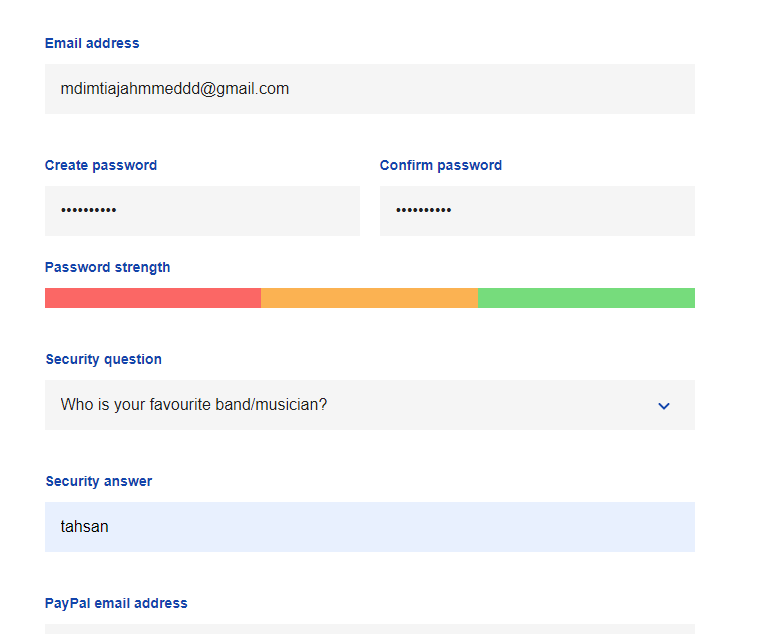 Email address
mdimtiajahmmeddd@gmail.com
Create password Confirm password
•••••••••• ••••••••••
Password strength
Security question
Who is your favourite band/musician?
Security answer
tahsan
PayPal email address